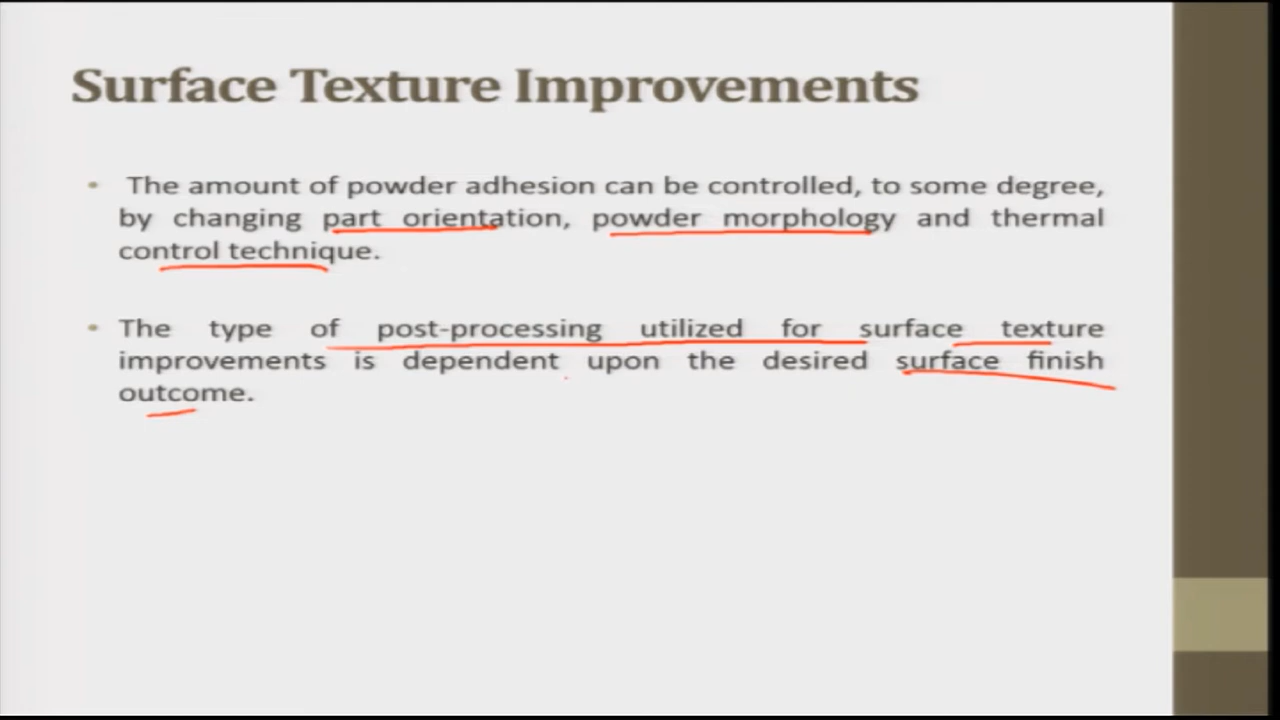 Surface Texture Improvements
• The amount of powder adhesion can be controlled, to some degree,
by changing part orientation, powder morphology and thermal
control technique.
• The type of post-processing utilized for surface texture
improvements is dependent upon the desired surface finish
outcome.